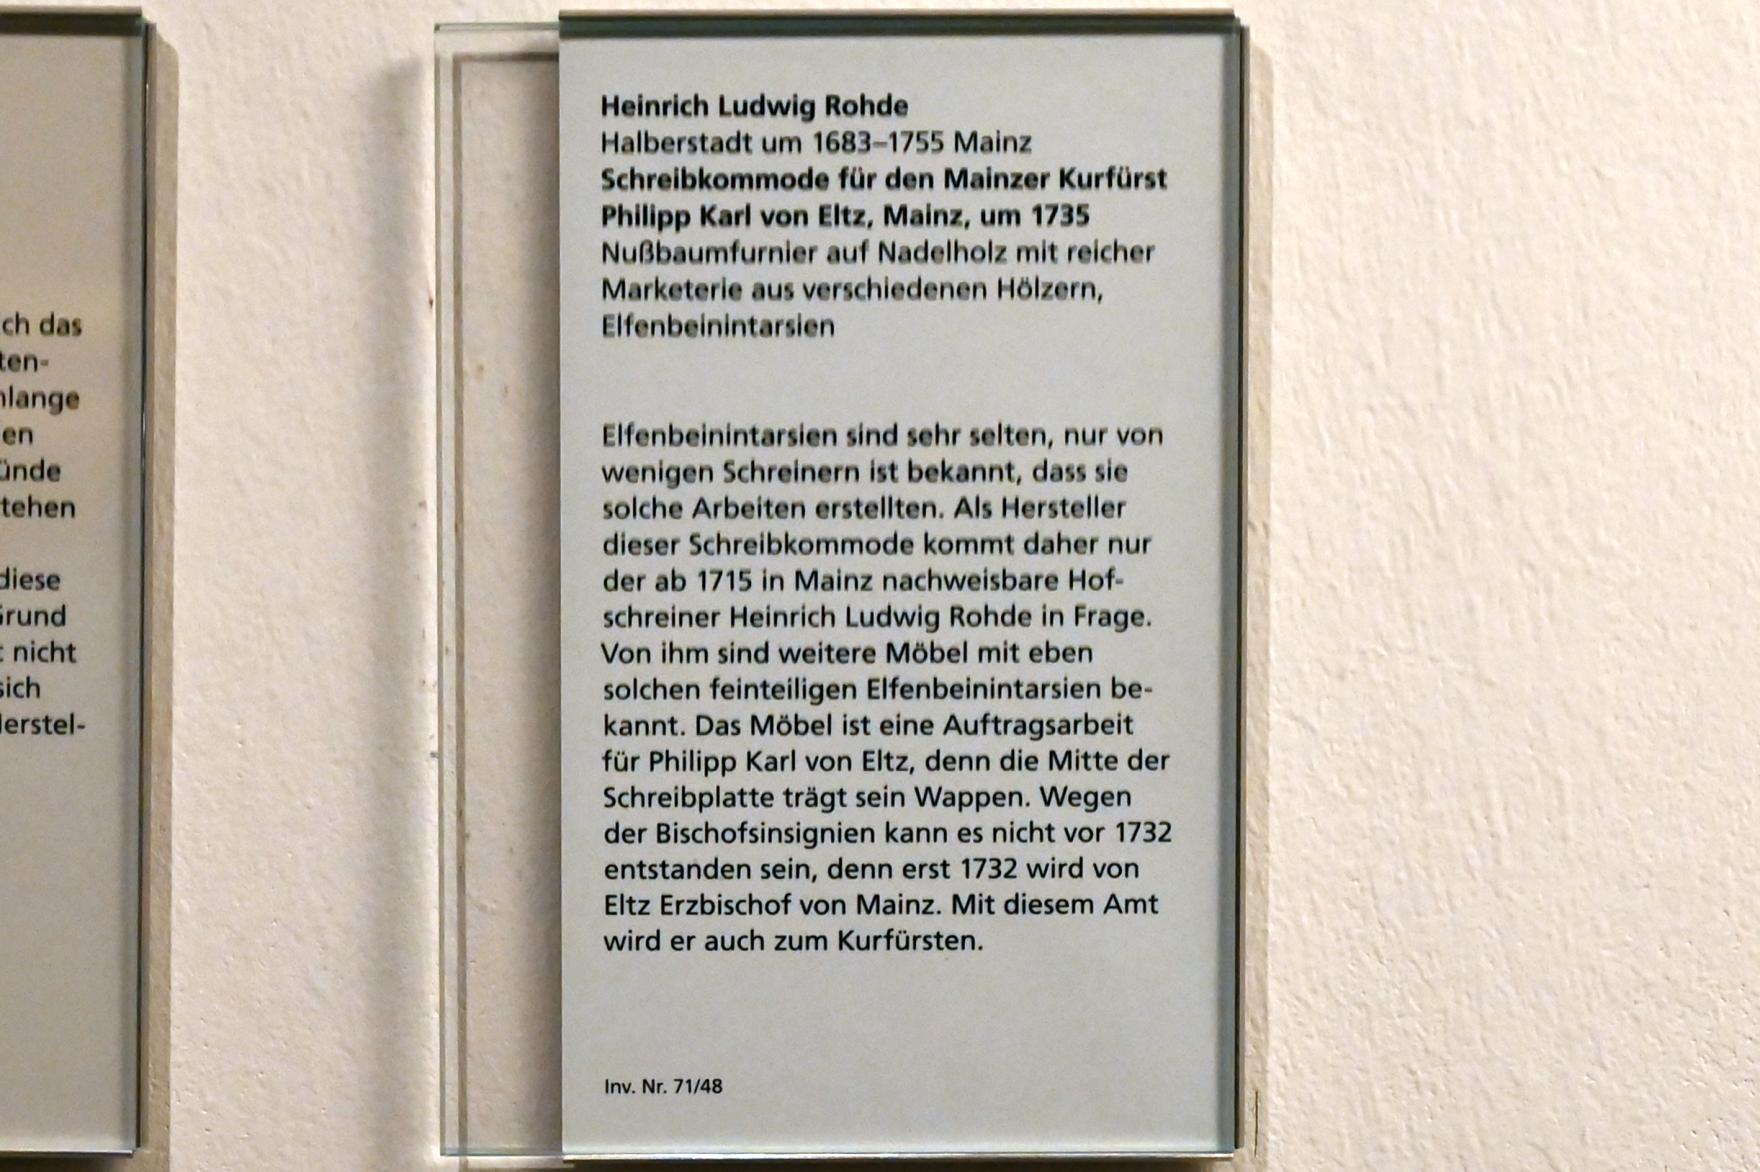 ch das
ten-
lange
en
ünde
tehen
diese
Grund
nicht
sich
erstel-
Heinrich Ludwig Rohde
Halberstadt um 1683–1755 Mainz
Schreibkommode für den Mainzer Kurfürst
Philipp Karl von Eltz, Mainz, um 1735
Nußbaumfurnier auf Nadelholz mit reicher
Marketerie aus verschiedenen Hölzern,
Elfenbeinintarsien
Elfenbeinintarsien sind sehr selten, nur von
wenigen Schreinern ist bekannt, dass sie
solche Arbeiten erstellten. Als Hersteller
dieser Schreibkommode kommt daher nur
der ab 1715 in Mainz nachweisbare Hof-
schreiner Heinrich Ludwig Rohde in Frage.
Von ihm sind weitere Möbel mit eben
solchen feinteiligen Elfenbeinintarsien be-
kannt. Das Möbel ist eine Auftragsarbeit
für Philipp Karl von Eltz, denn die Mitte der
Schreibplatte trägt sein Wappen. Wegen
der Bischofsinsignien kann es nicht vor 1732
entstanden sein, denn erst 1732 wird von
Eltz Erzbischof von Mainz. Mit diesem Amt
wird er auch zum Kurfürsten.
Inv. Nr. 71/48